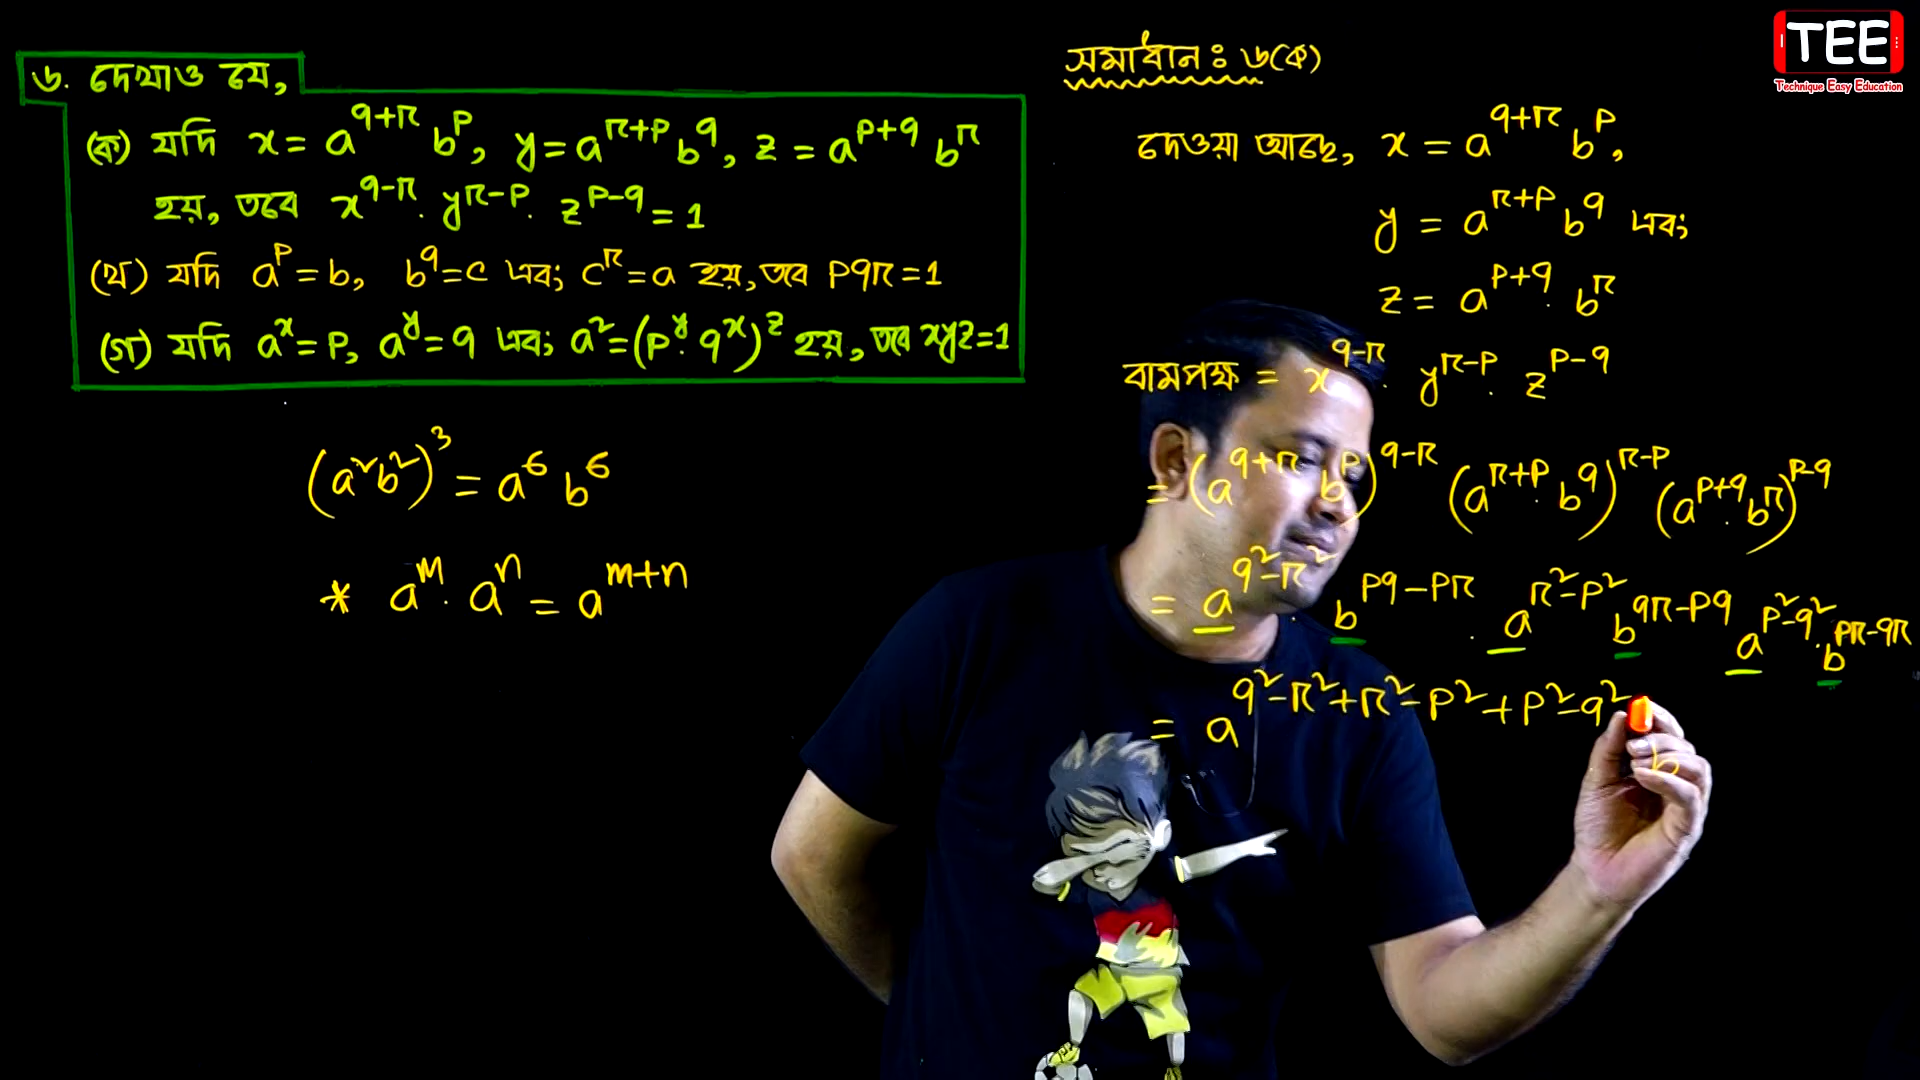 ৬. দেখাও যে,
(ক) যদি x = a^{q+r} b^p, y = a^{r+p} b^q, z = a^{p+q} b^r
হয়, তবে x^{q-r} · y^{r-p} · z^{p-q} = 1
(খ) যদি a^p = b, b^q = c এবং c^r = a হয়, তবে pqr = 1
(গ) যদি a^x = p, a^y = q এবং a^2 = (p^y · q^x)^z হয়, তবে xyz = 1
(a^2 b^2)^3 = a^6 b^6
* a^m · a^n = a^{m+n}
সমাধান : ৬(ক)
দেওয়া আছে, x = a^{q+r} b^p,
y = a^{r+p} b^q এবং
z = a^{p+q} · b^r
বামপক্ষ = x^{q-r} · y^{r-p} · z^{p-q}
= (a^{q+r} b^p)^{q-r} (a^{r+p} · b^q)^{r-p} (a^{p+q} · b^r)^{p-q}
= a^{q^2-r^2} · b^{pq-pr} · a^{r^2-p^2} b^{qr-pq} a^{p^2-q^2} · b^{pr-qr}
= a^{q^2-r^2+r^2-p^2+p^2-q^2} b
TEE
Technique Easy Education